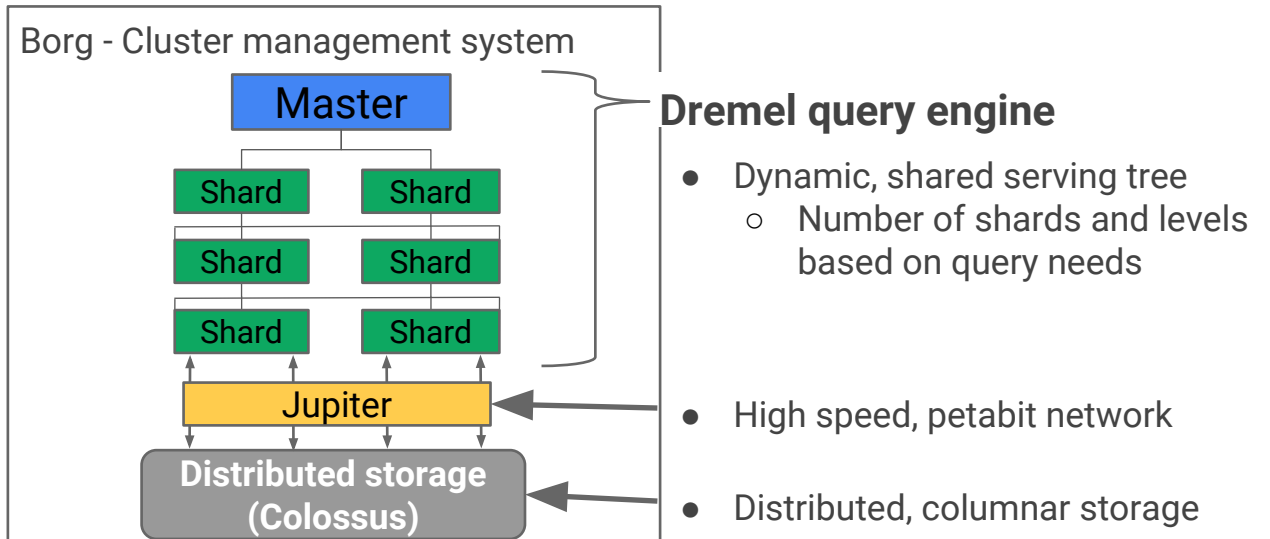 Borg - Cluster management system
Master
Dremel query engine
● Dynamic, shared serving tree
○ Number of shards and levels
based on query needs
Shard Shard
Shard Shard
Shard Shard
Jupiter
● High speed, petabit network
Distributed storage
(Colossus)
● Distributed, columnar storage